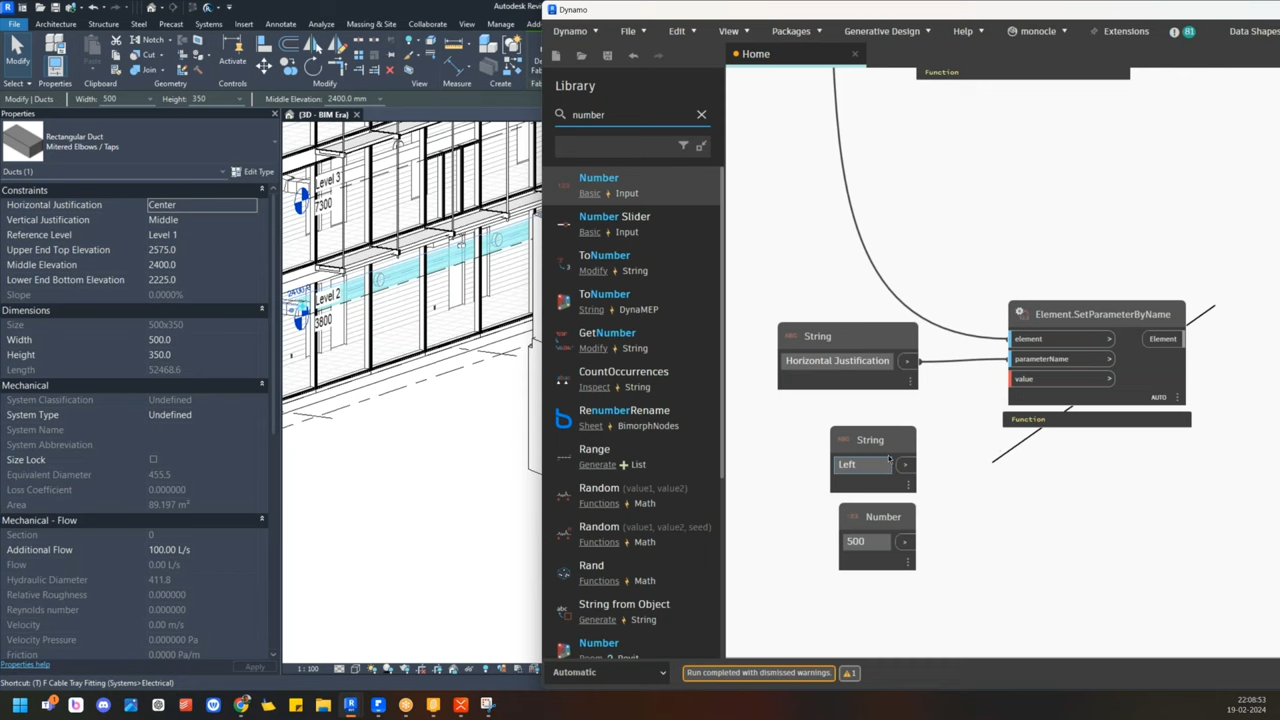 Autodesk Rev
File
Architecture
Structure
Steel
Precast
Systems
Insert
Annotate
Analyze
Massing & Site
Collaborate
View
Manage
Modify
Notch
Join
Activate
Select
Properties
Clipboard
Geometry
Controls
Modify
View
Measure
Create
Modify | Ducts
Width: 500
Height: 350
Middle Elevation: 2400.0 mm
Properties
{3D - BIM Era}
Rectangular Duct
Mitered Elbows / Taps
Ducts (1)
Edit Type
Constraints
Horizontal Justification Center
Vertical Justification Middle
Reference Level Level 1
Upper End Top Elevation 2575.0
Middle Elevation 2400.0
Lower End Bottom Elevation 2225.0
Slope 0.0000%
Dimensions
Size 500x350
Width 500.0
Height 350.0
Length 52468.6
Mechanical
System Classification Undefined
System Type Undefined
System Name
System Abbreviation
Size Lock
Equivalent Diameter 455.5
Loss Coefficient 0.000000
Area 89.197 m²
Mechanical - Flow
Section 0
Additional Flow 100.00 L/s
Flow 0.00 L/s
Hydraulic Diameter 411.8
Relative Roughness 0.000000
Reynolds number 0.000000
Velocity 0.00 m/s
Velocity Pressure 0.000000 Pa
Friction 0.0000 Pa/m
Properties help
Apply
Level 3
7300
Level 2
3800
1 : 100
Shortcut: (T) F Cable Tray Fittings(Systems>Electrical)
Dynamo
Dynamo
File
Edit
View
Packages
Generative Design
Help
monocle
Extensions
81
Data Shapes
Home
Library
number
Number
Basic Input
Number Slider
Basic Input
ToNumber
Modify String
ToNumber
String DynaMEP
GetNumber
Modify String
CountOccurrences
Inspect String
RenumberRename
Sheet BimorphNodes
Range
Generate List
Random (value1, value2)
Functions Math
Random (value1, value2, seed)
Functions Math
Rand
Functions Math
String from Object
Generate String
Number
Function
String
Horizontal Justification >
String
Left >
Number
500 >
Element.SetParameterByName
element > Element
parameterName >
value >
AUTO
Function
Automatic
Run completed with dismissed warnings.
1
22:08:53
19-02-2024